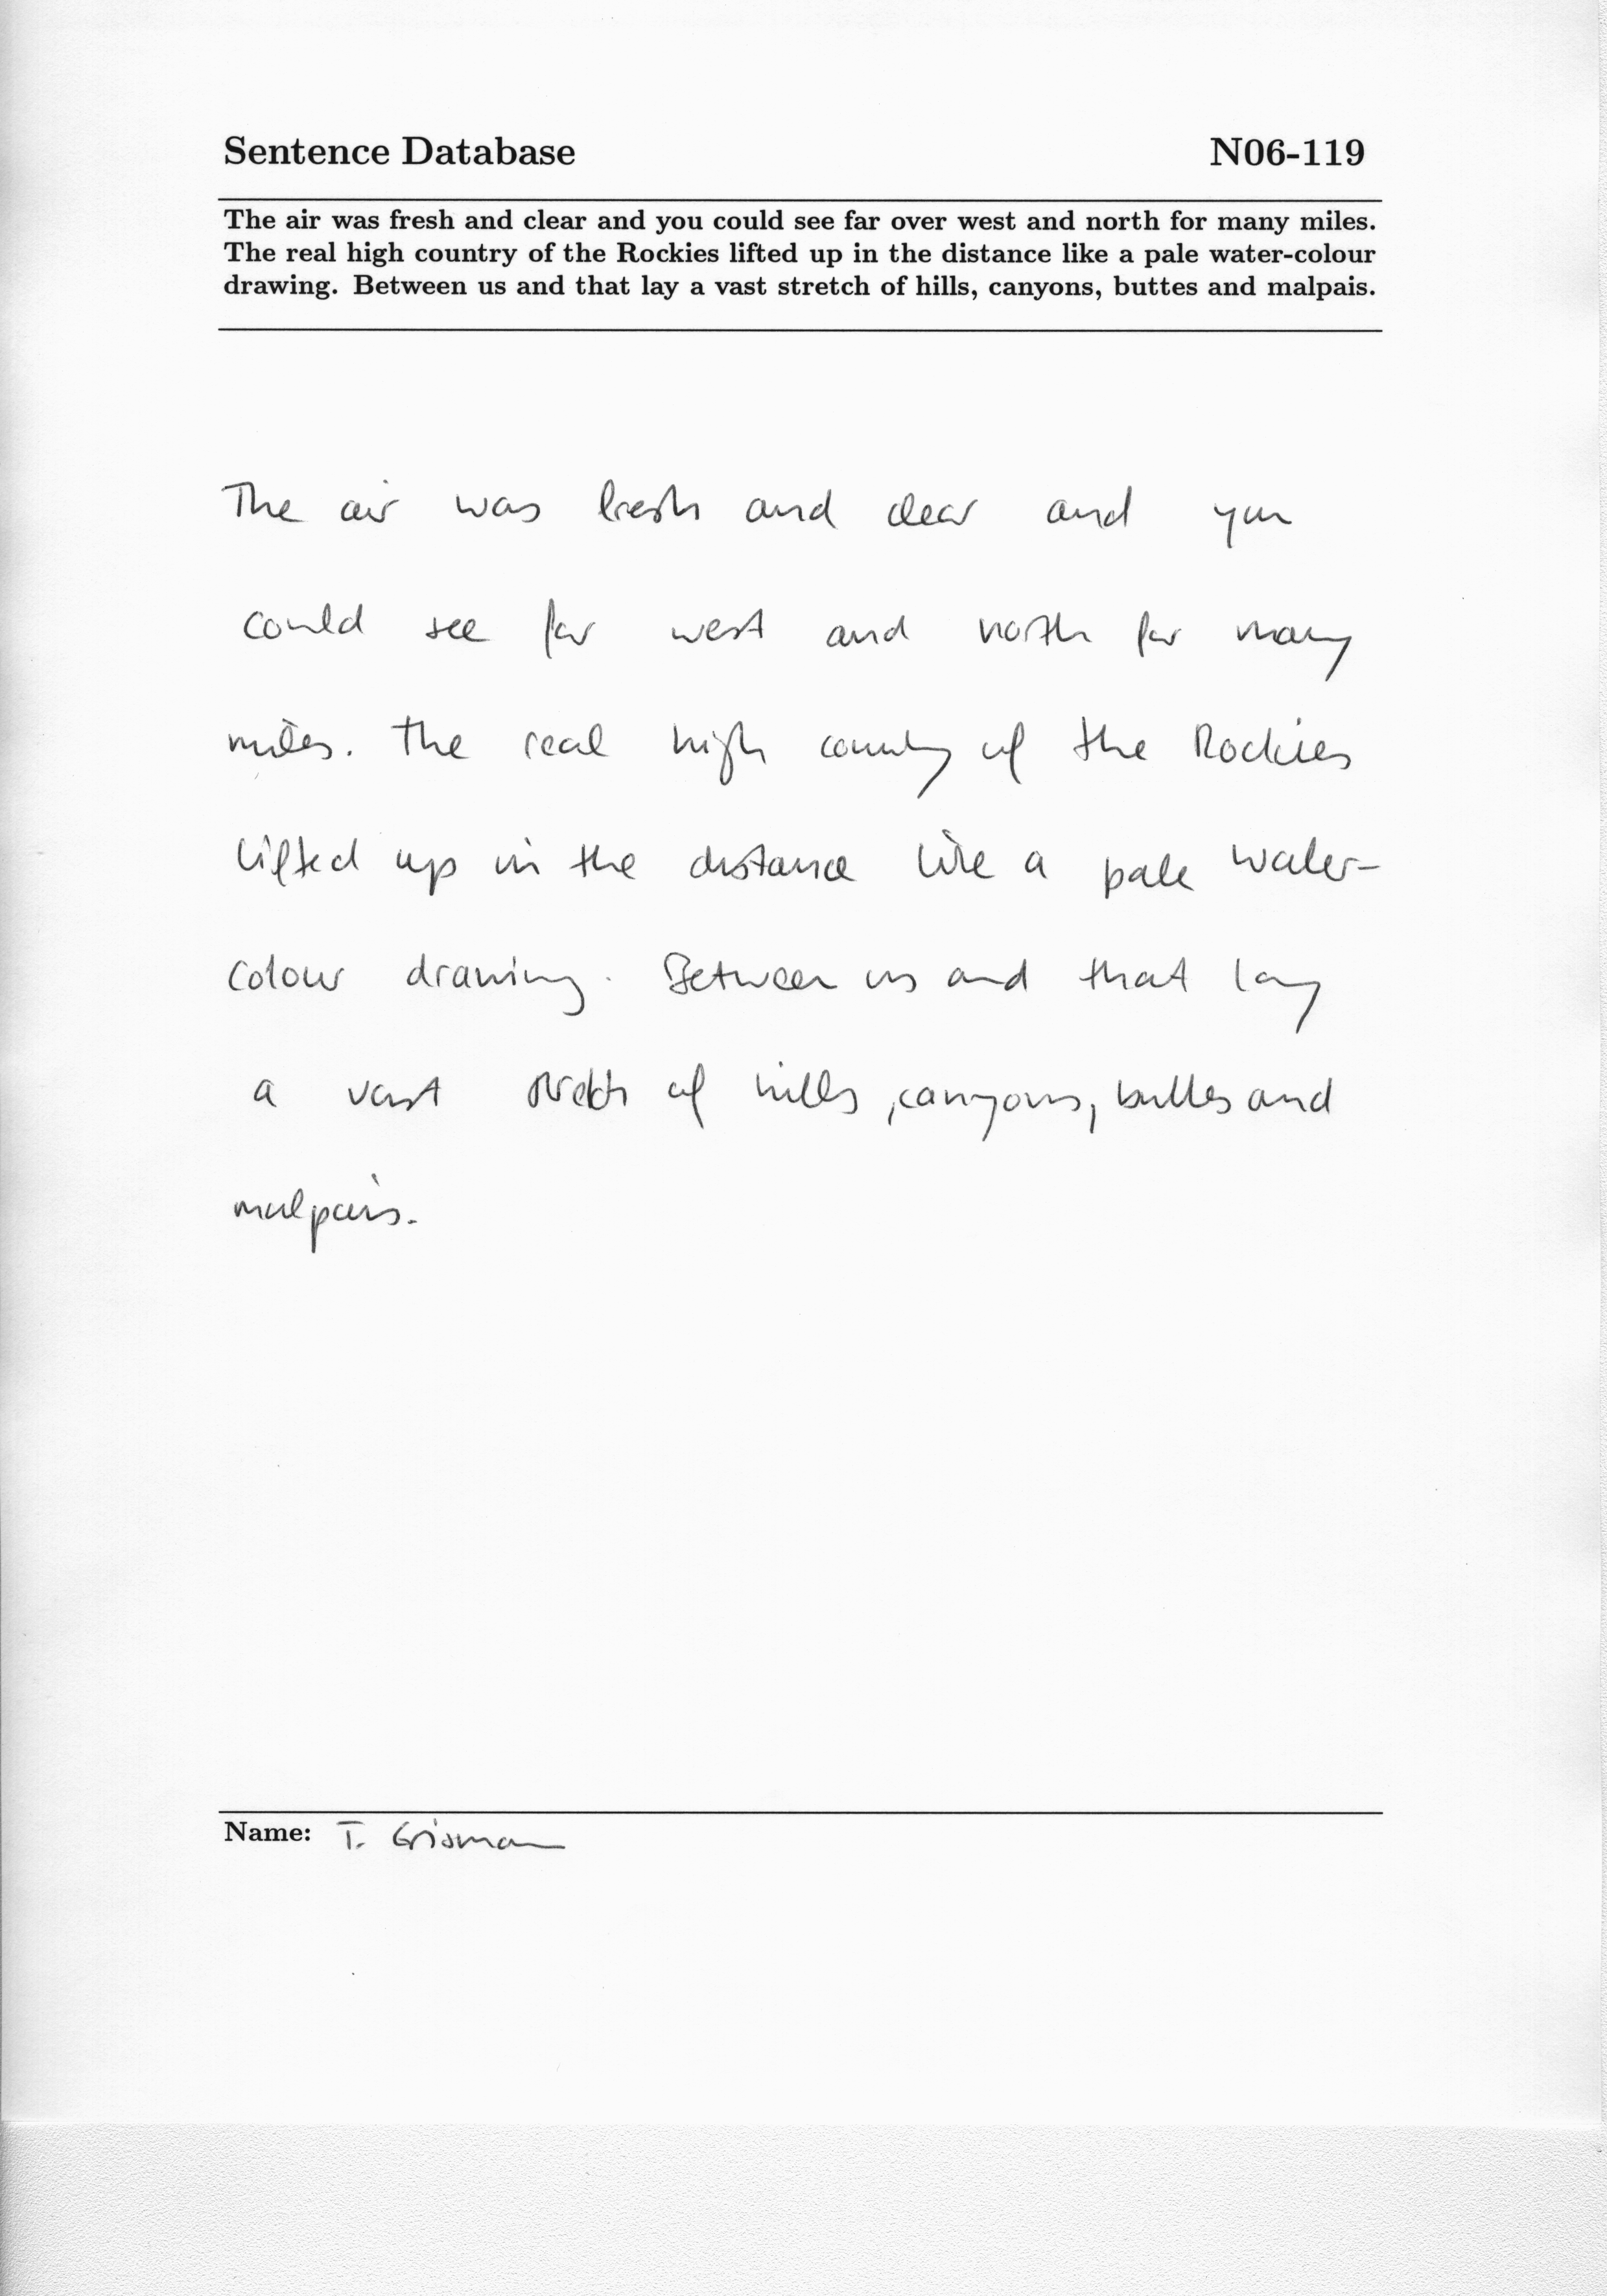 Sentence Database N06-119
The air was fresh and clear and you could see far over west and north for many miles.
The real high country of the Rockies lifted up in the distance like a pale water-colour
drawing. Between us and that lay a vast stretch of hills, canyons, buttes and malpais.
The air was fresh and clear and you
could see far west and north for many
miles. The real high country of the Rockies
lifted up in the distance like a pale water-
colour drawing. Between us and that lay
a vast stretch of hills, canyons, buttes and
malpais.
Name: T. Grisman